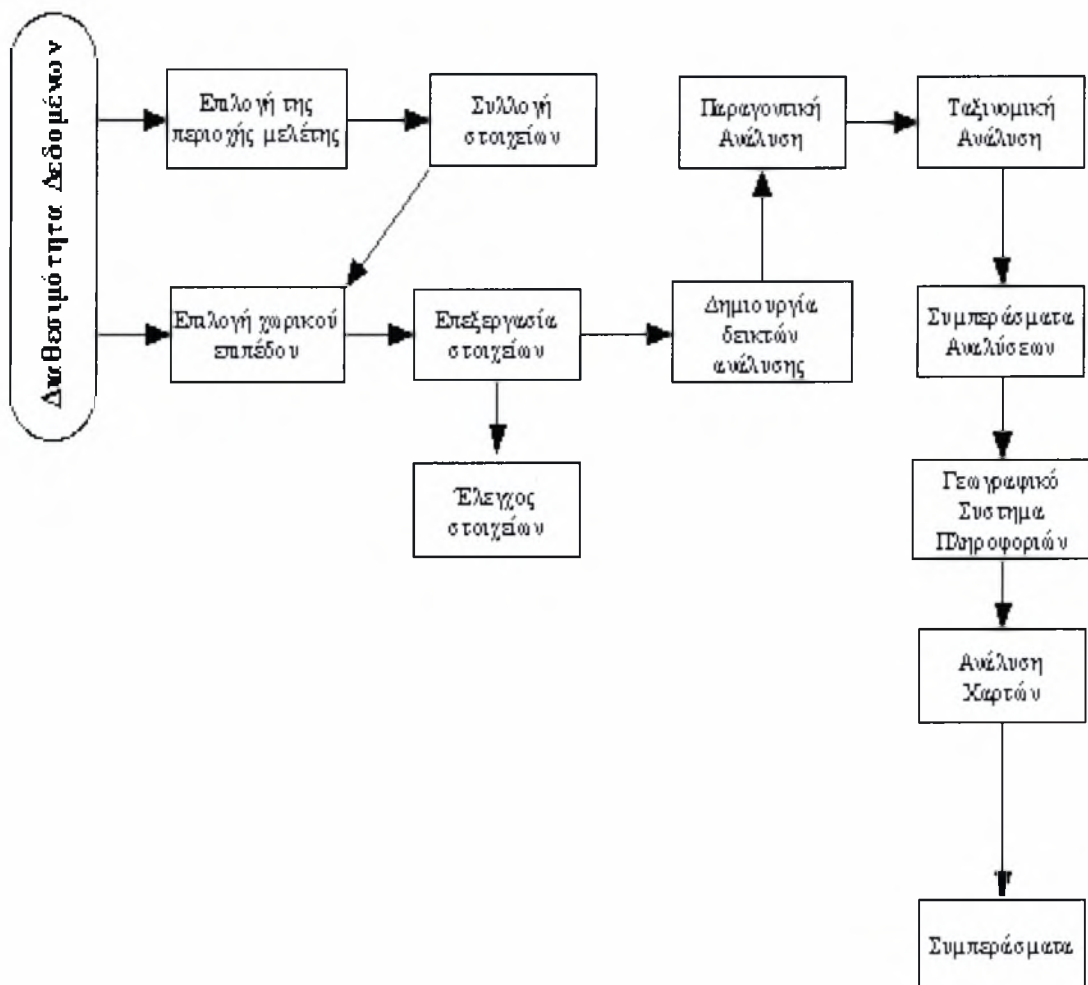 Διαθεσιμότητα Δεδομένων
Επιλογή της
περιοχής μελέτης
Συλλογή
στοιχείων
Παραγοντική
Ανάλυση
Ταξινομική
Ανάλυση
Επιλογή χωρικού
επιπέδου
Επεξεργασία
στοιχείων
Δημιουργία
δεικτών
ανάλυσης
Συμπεράσματα
Αναλύσεων
Έλεγχος
στοιχείων
Γεωγραφικό
Συστημα
Πληροφοριών
Ανάλυση
Χαρτών
Συμπεράσματα